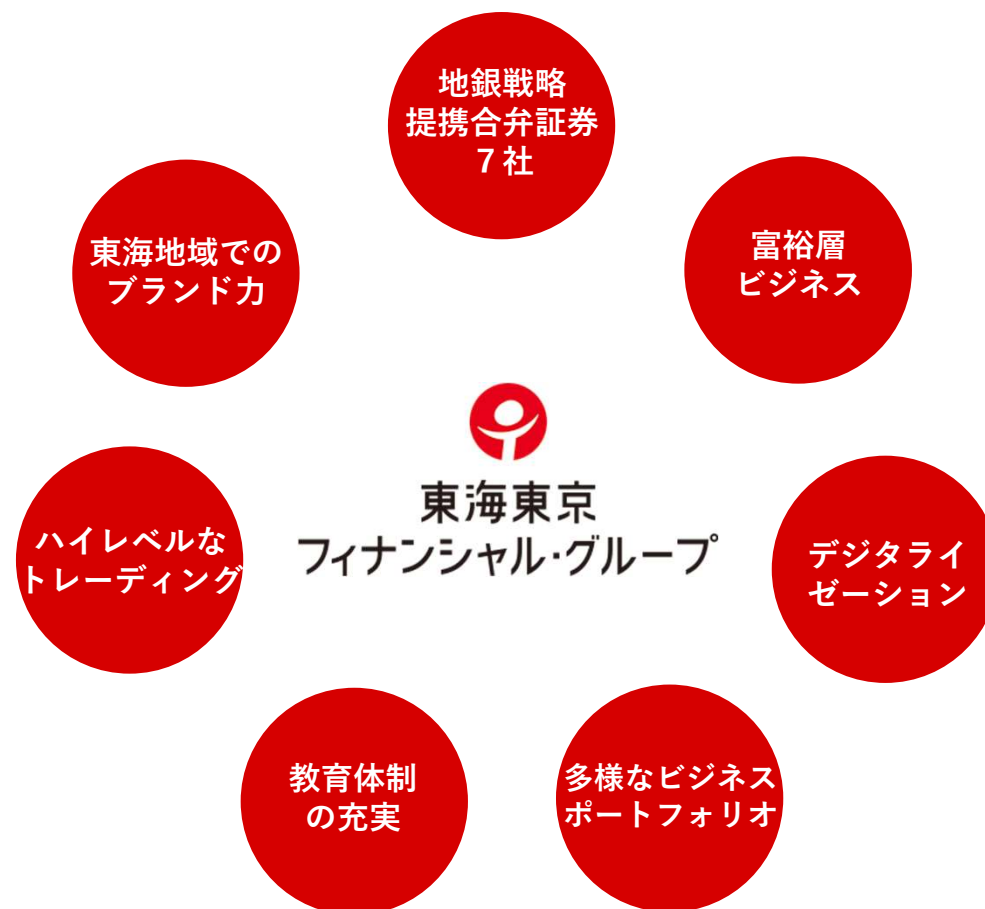 地銀戦略
提携合弁証券
７社
富裕層
ビジネス
東海地域での
ブランド力
東海東京
フィナンシャル・グループ
ハイレベルな
トレーディング
デジタライ
ゼーション
教育体制
の充実
多様なビジネス
ポートフォリオ